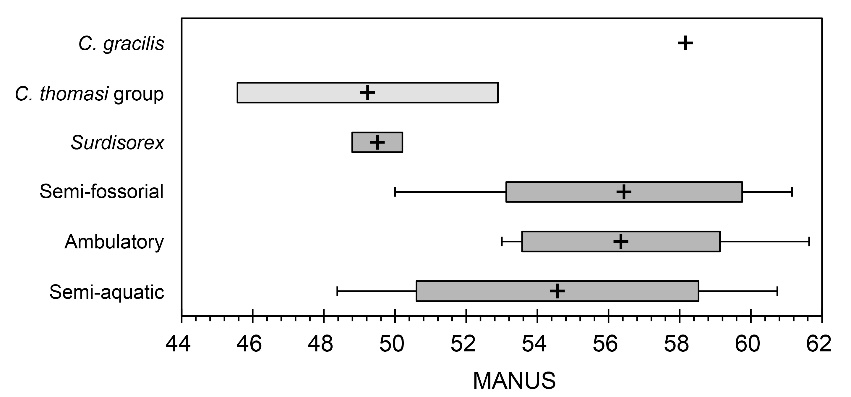 C. gracilis
C. thomasi group
Surdisorex
Semi-fossorial
Ambulatory
Semi-aquatic
44 46 48 50 52 54 56 58 60 62
MANUS